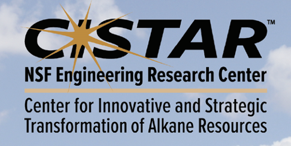 CISTAR™
NSF Engineering Research Center
Center for Innovative and Strategic
Transformation of Alkane Resources